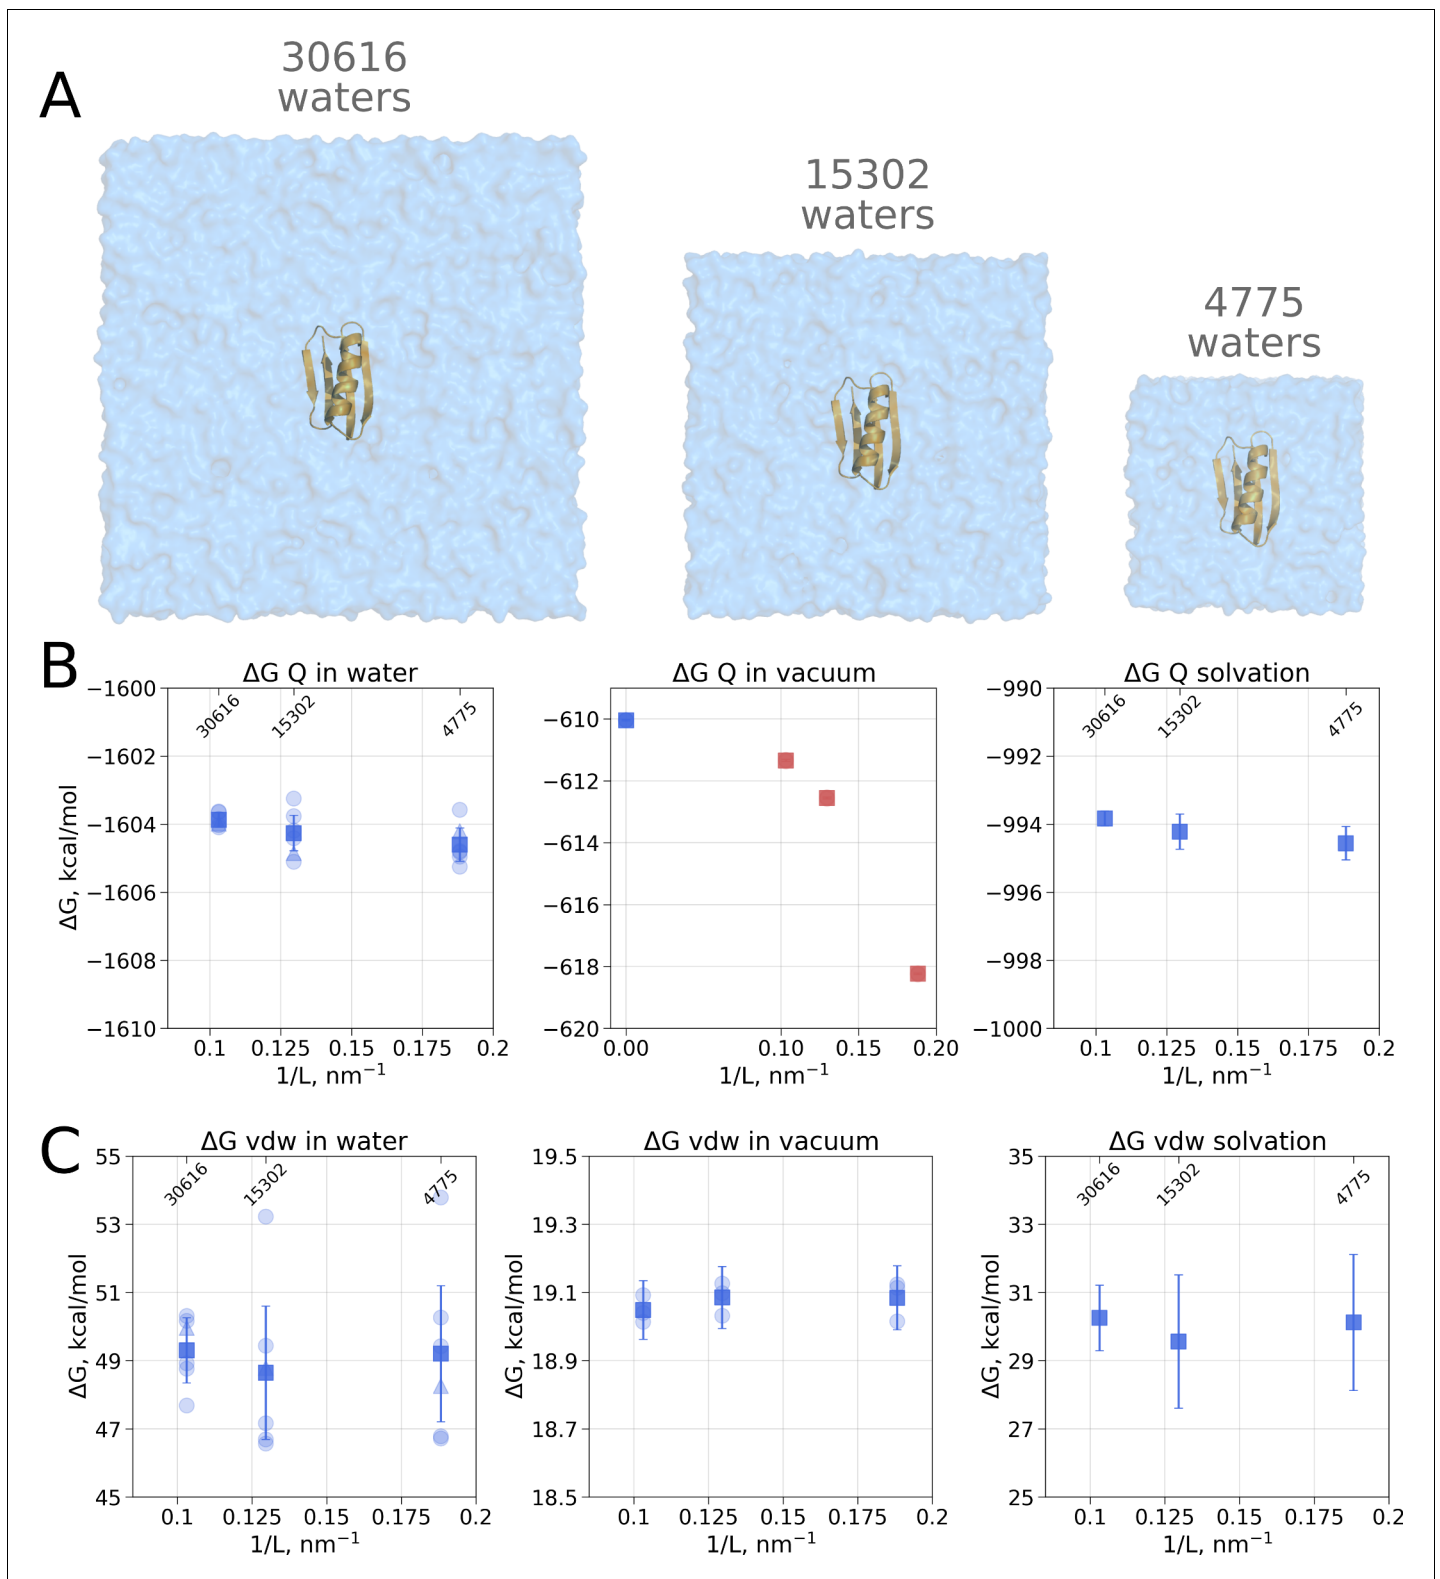 A
30616
waters
15302
waters
4775
waters
B
ΔG Q in water
ΔG, kcal/mol
−1600
−1602
−1604
−1606
−1608
−1610
30616
15302
4775
0.1 0.125 0.15 0.175 0.2
1/L, nm⁻¹
ΔG Q in vacuum
−610
−612
−614
−616
−618
−620
0.00 0.10 0.15 0.20
1/L, nm⁻¹
ΔG Q solvation
−990
−992
−994
−996
−998
−1000
30616
15302
4775
0.1 0.125 0.15 0.175 0.2
1/L, nm⁻¹
C
ΔG vdw in water
ΔG, kcal/mol
55
53
51
49
47
45
30616
15302
4775
0.1 0.125 0.15 0.175 0.2
1/L, nm⁻¹
ΔG vdw in vacuum
ΔG, kcal/mol
19.5
19.3
19.1
18.9
18.7
18.5
0.1 0.125 0.15 0.175 0.2
1/L, nm⁻¹
ΔG vdw solvation
ΔG, kcal/mol
35
33
31
29
27
25
30616
15302
4775
0.1 0.125 0.15 0.175 0.2
1/L, nm⁻¹